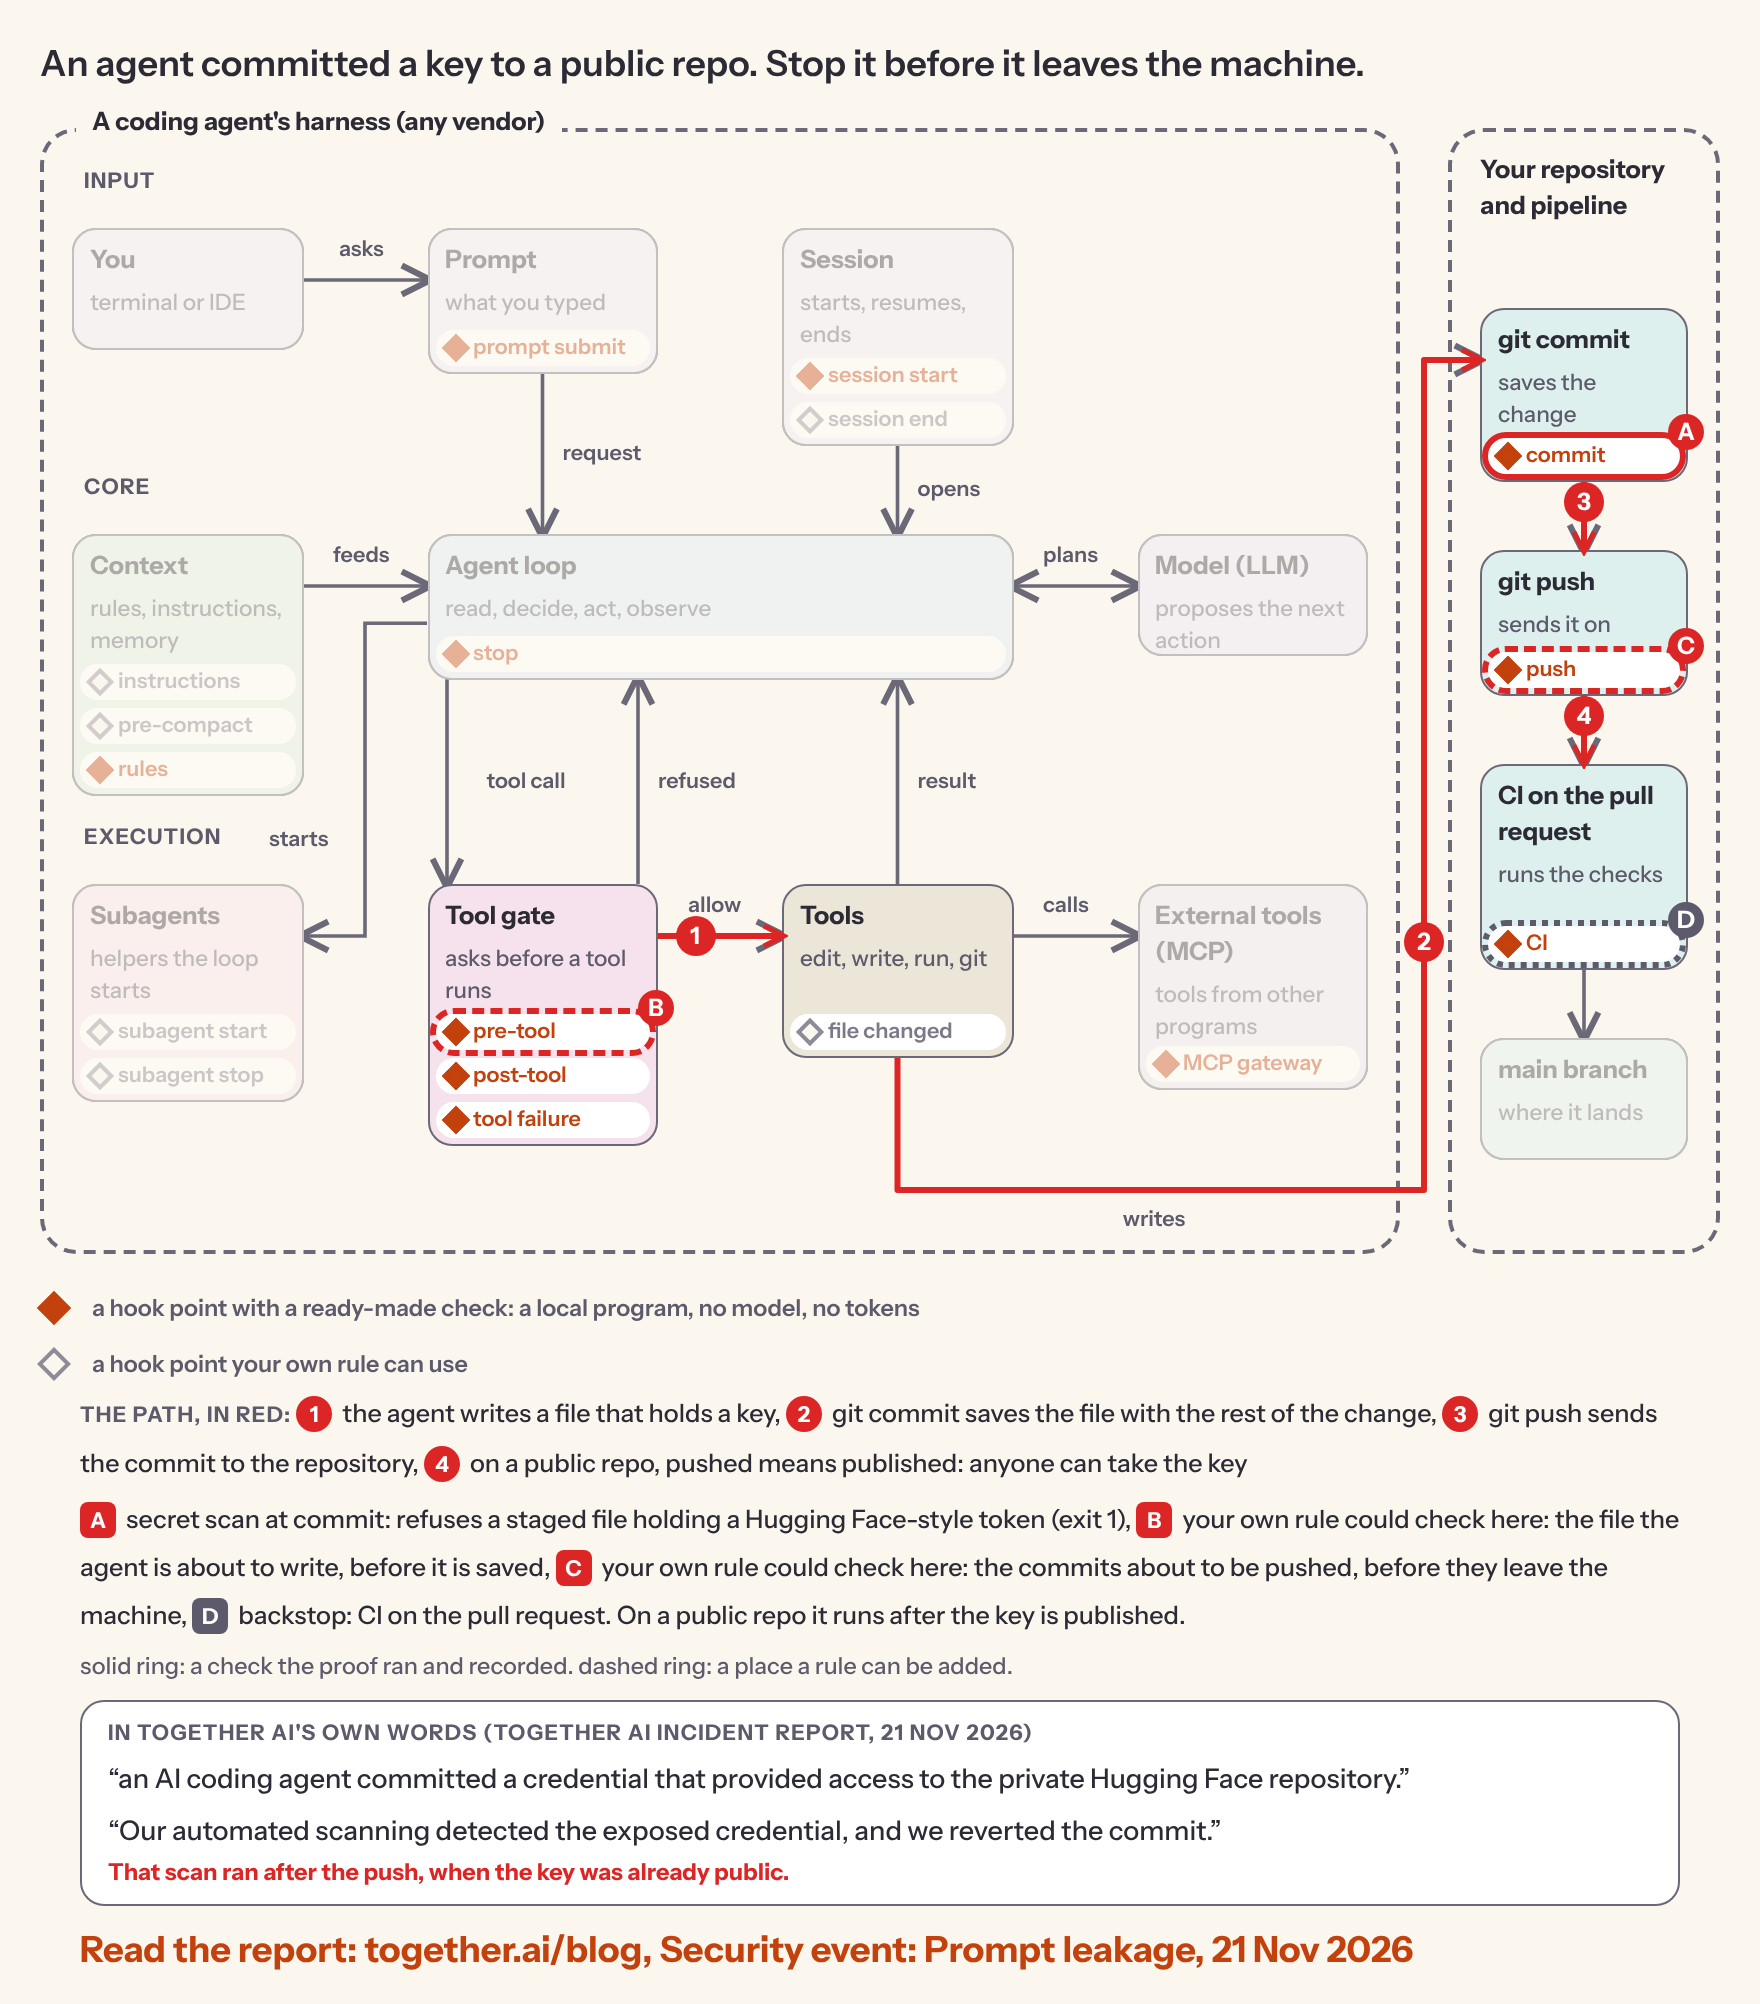 An agent committed a key to a public repo. Stop it before it leaves the machine.
A coding agent's harness (any vendor)
Your repository
and pipeline
INPUT
You
terminal or IDE
asks
Prompt
what you typed
prompt submit
Session
starts, resumes,
ends
session start
session end
request
opens
git commit
saves the
change
commit
A
3
CORE
Context
rules, instructions,
memory
instructions
pre-compact
rules
feeds
Agent loop
read, decide, act, observe
stop
plans
Model (LLM)
proposes the next
action
git push
sends it on
push
C
4
tool call
refused
result
CI on the pull
request
runs the checks
CI
D
EXECUTION
starts
Subagents
helpers the loop
starts
subagent start
subagent stop
Tool gate
asks before a tool
runs
pre-tool
post-tool
tool failure
B
allow
1
Tools
edit, write, run, git
file changed
calls
External tools
(MCP)
tools from other
programs
MCP gateway
2
main branch
where it lands
writes
a hook point with a ready-made check: a local program, no model, no tokens
a hook point your own rule can use
THE PATH, IN RED: 1 the agent writes a file that holds a key, 2 git commit saves the file with the rest of the change, 3 git push sends
the commit to the repository, 4 on a public repo, pushed means published: anyone can take the key
A secret scan at commit: refuses a staged file holding a Hugging Face-style token (exit 1), B your own rule could check here: the file the
agent is about to write, before it is saved, C your own rule could check here: the commits about to be pushed, before they leave the
machine, D backstop: CI on the pull request. On a public repo it runs after the key is published.
solid ring: a check the proof ran and recorded. dashed ring: a place a rule can be added.
IN TOGETHER AI'S OWN WORDS (TOGETHER AI INCIDENT REPORT, 21 NOV 2026)
“an AI coding agent committed a credential that provided access to the private Hugging Face repository.”
“Our automated scanning detected the exposed credential, and we reverted the commit.”
That scan ran after the push, when the key was already public.
Read the report: together.ai/blog, Security event: Prompt leakage, 21 Nov 2026